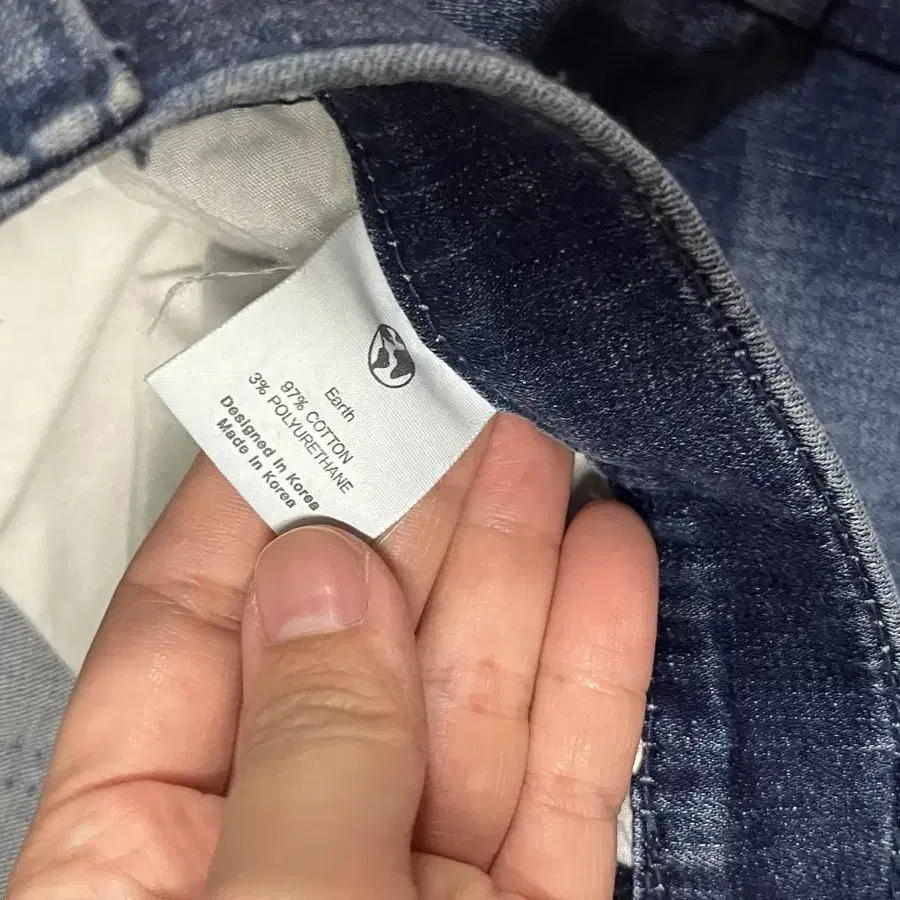 Earth
97% COTTON
3% POLYURETHANE
Designed In Korea
Made In Korea